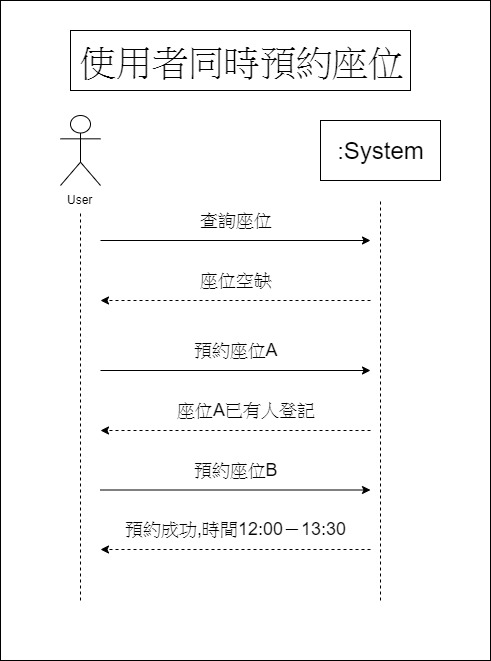 使用者同時預約座位
:System
User
查詢座位
座位空缺
預約座位A
座位A已有人登記
預約座位B
預約成功,時間12:00－13:30